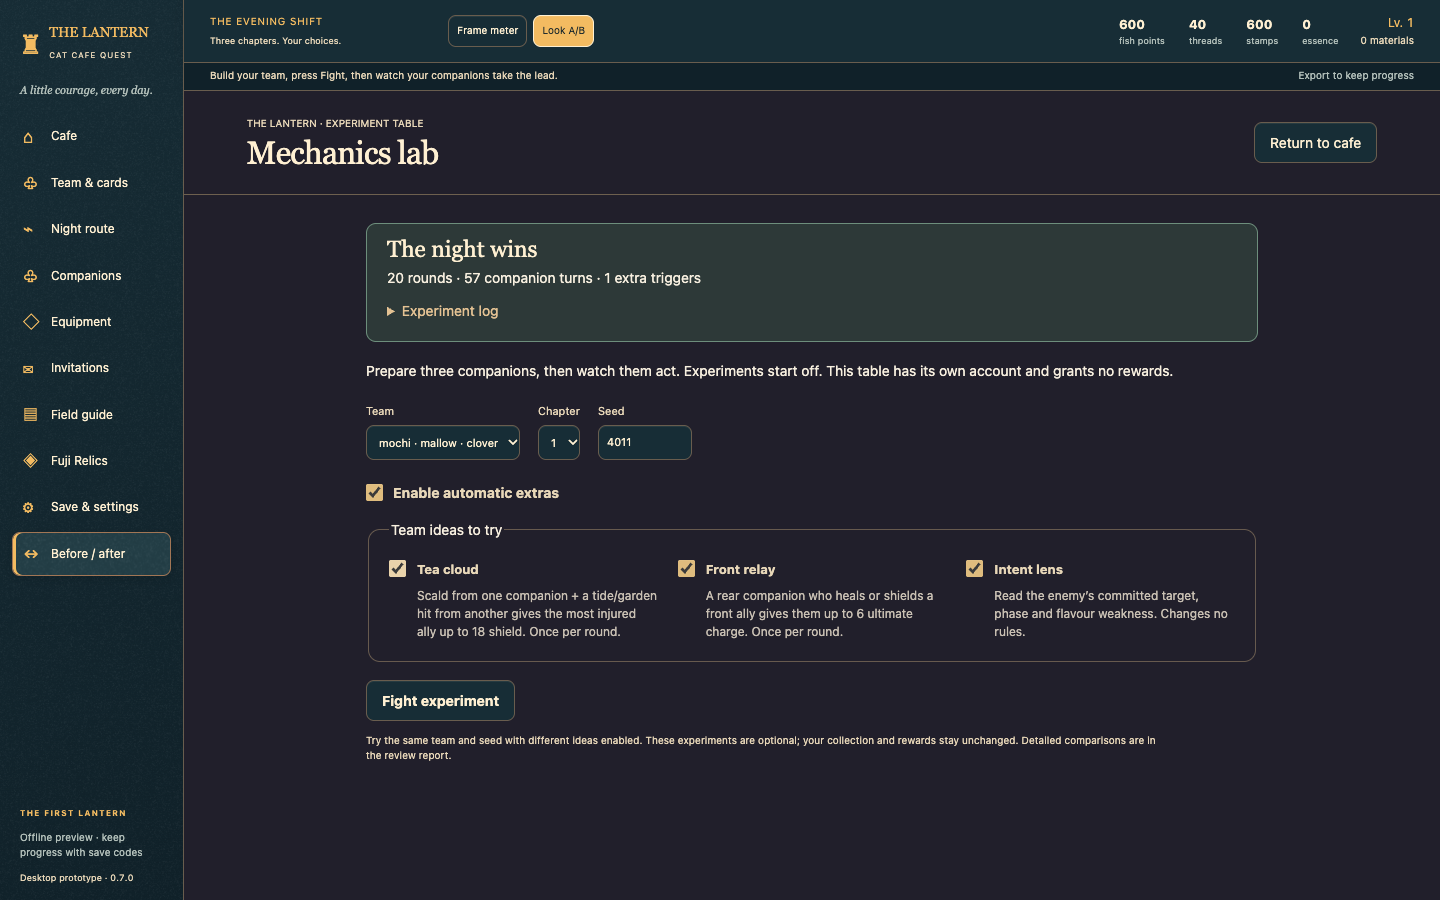 THE LANTERN
CAT CAFE QUEST
A little courage, every day.
Cafe
Team & cards
Night route
Companions
Equipment
Invitations
Field guide
Fuji Relics
Save & settings
Before / after
THE FIRST LANTERN
Offline preview · keep
progress with save codes
Desktop prototype · 0.7.0
THE EVENING SHIFT
Three chapters. Your choices.
Frame meter
Look A/B
600
fish points
40
threads
600
stamps
0
essence
Lv. 1
0 materials
Build your team, press Fight, then watch your companions take the lead.
Export to keep progress
THE LANTERN · EXPERIMENT TABLE
Mechanics lab
Return to cafe
The night wins
20 rounds · 57 companion turns · 1 extra triggers
Experiment log
Prepare three companions, then watch them act. Experiments start off. This table has its own account and grants no rewards.
Team
Chapter
Seed
mochi · mallow · clover
1
4011
Enable automatic extras
Team ideas to try
Tea cloud
Scald from one companion + a tide/garden
hit from another gives the most injured
ally up to 18 shield. Once per round.
Front relay
A rear companion who heals or shields a
front ally gives them up to 6 ultimate
charge. Once per round.
Intent lens
Read the enemy's committed target,
phase and flavour weakness. Changes no
rules.
Fight experiment
Try the same team and seed with different ideas enabled. These experiments are optional; your collection and rewards stay unchanged. Detailed comparisons are in
the review report.